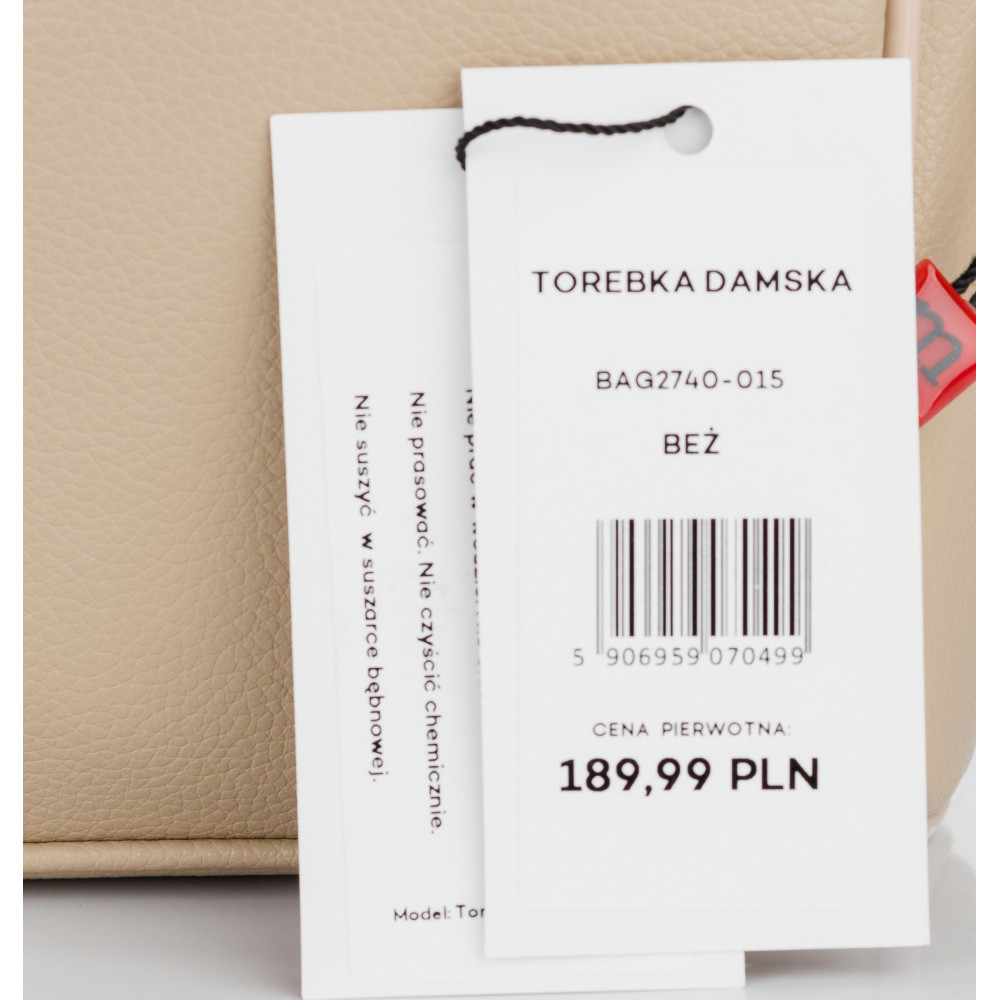 TOREBKA DAMSKA
BAG2740-015
BEŻ
5 906959 070499
CENA PIERWOTNA:
189,99 PLN
Nie prasować. Nie czyścić chemicznie.
Nie suszyć w suszarce bębnowej.
Model:
m